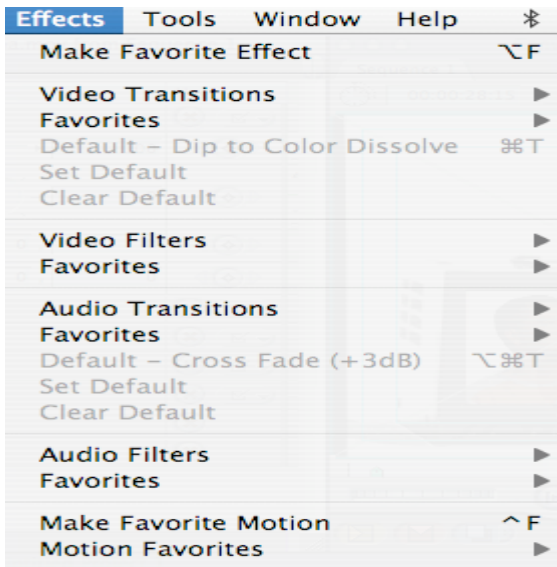 Effects Tools Window Help
Make Favorite Effect ⌥F
Video Transitions
Favorites
Default – Dip to Color Dissolve ⌘T
Set Default
Clear Default
Video Filters
Favorites
Audio Transitions
Favorites
Default – Cross Fade (+3dB) ⌥⌘T
Set Default
Clear Default
Audio Filters
Favorites
Make Favorite Motion ^F
Motion Favorites